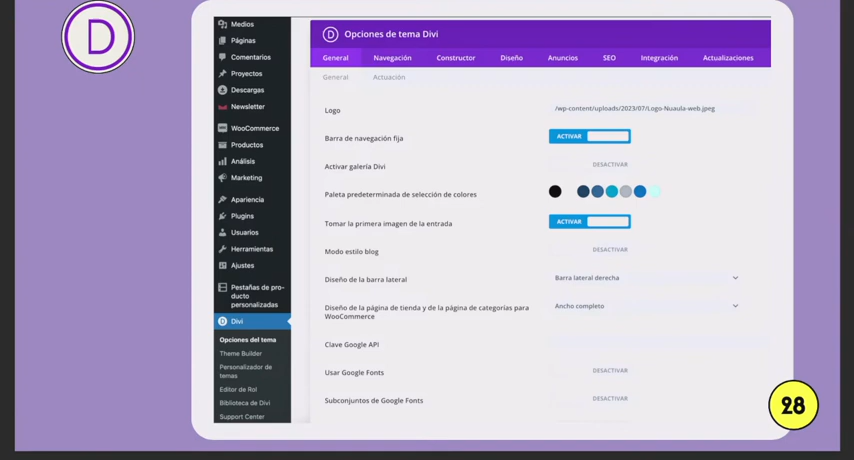 D
Medios
Páginas
Comentarios
Proyectos
Descargas
Newsletter
WooCommerce
Productos
Análisis
Marketing
Apariencia
Plugins
Usuarios
Herramientas
Ajustes
Pestañas de pro-
ducto
personalizadas
D Divi
Opciones del tema
Theme Builder
Personalizador de
temas
Editor de Rol
Biblioteca de Divi
Support Center
D Opciones de tema Divi
General Navegación Constructor Diseño Anuncios SEO Integración Actualizaciones
General Actuación
Logo /wp-content/uploads/2023/07/Logo-Nuaula-web.jpeg
Barra de navegación fija ACTIVAR
Activar galería Divi DESACTIVAR
Paleta predeterminada de selección de colores
Tomar la primera imagen de la entrada ACTIVAR
Modo estilo blog DESACTIVAR
Diseño de la barra lateral Barra lateral derecha
Diseño de la página de tienda y de la página de categorías para Ancho completo
WooCommerce
Clave Google API
Usar Google Fonts DESACTIVAR
Subconjuntos de Google Fonts DESACTIVAR
28